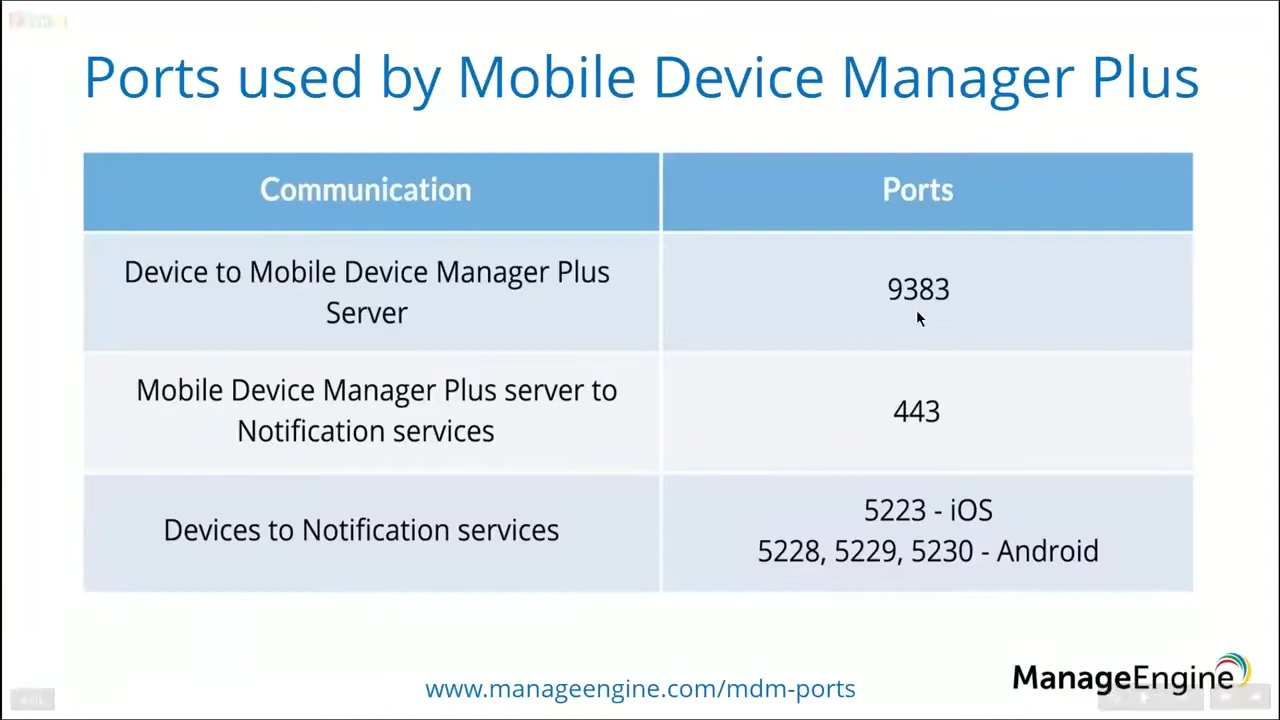 Ports used by Mobile Device Manager Plus
Communication
Ports
Device to Mobile Device Manager Plus
Server
9383
Mobile Device Manager Plus server to
Notification services
443
Devices to Notification services
5223 - iOS
5228, 5229, 5230 - Android
www.manageengine.com/mdm-ports
ManageEngine